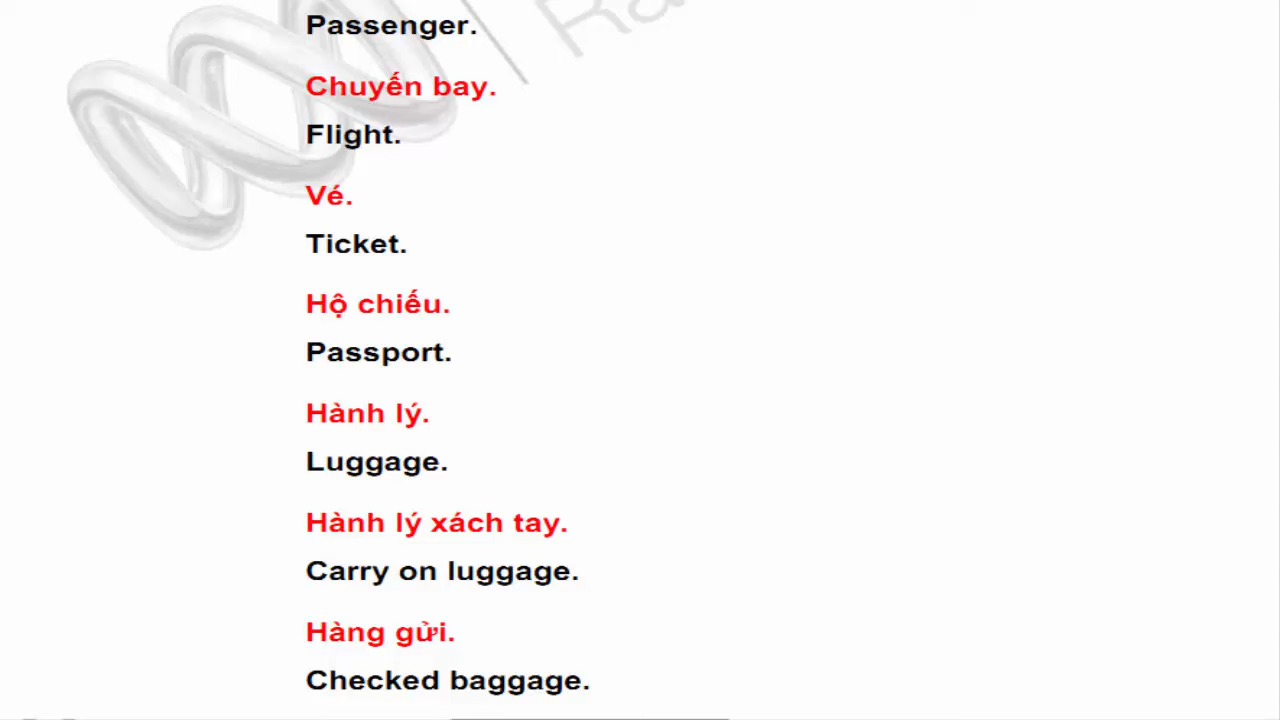 Passenger.
Chuyến bay.
Flight.
Vé.
Ticket.
Hộ chiếu.
Passport.
Hành lý.
Luggage.
Hành lý xách tay.
Carry on luggage.
Hàng gửi.
Checked baggage.